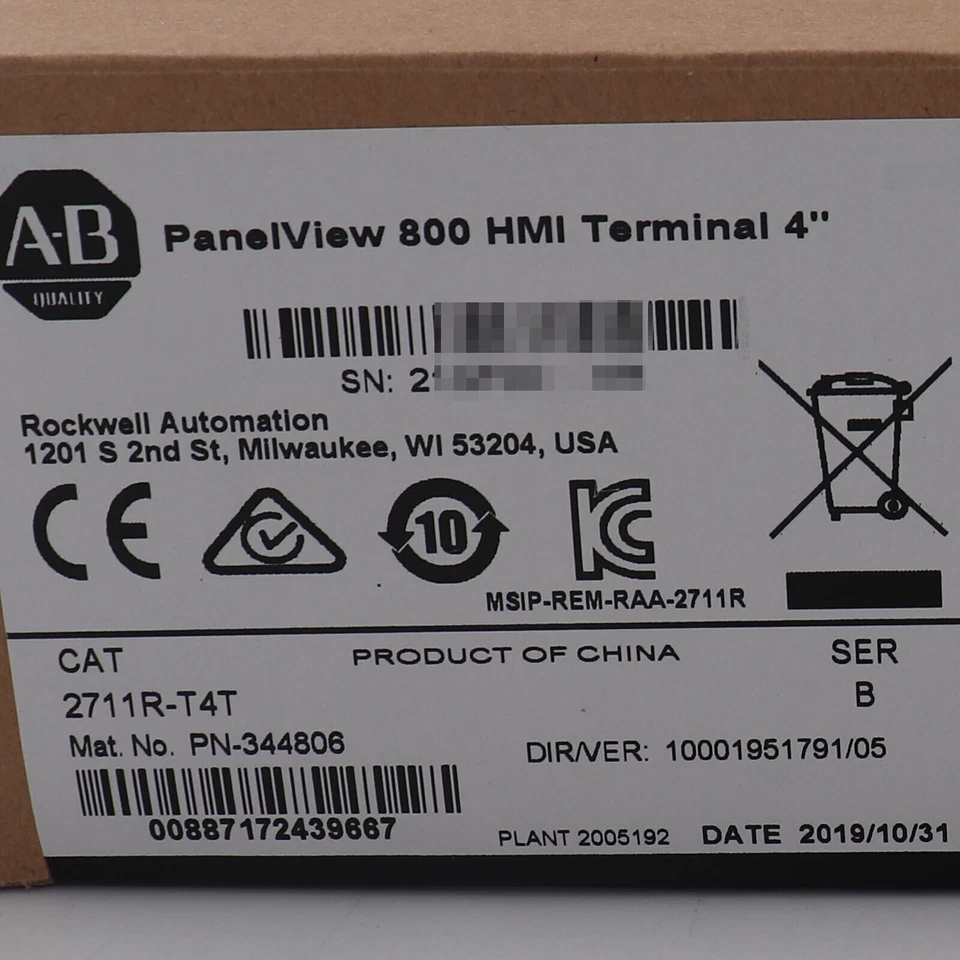 A-B
QUALITY
PanelView 800 HMI Terminal 4"
SN: 2
Rockwell Automation
1201 S 2nd St, Milwaukee, WI 53204, USA
CE
10
KC
MSIP-REM-RAA-2711R
CAT
PRODUCT OF CHINA
SER
2711R-T4T
B
Mat. No. PN-344806
DIR/VER: 10001951791/05
00887172439667
PLANT 2005192
DATE 2019/10/31